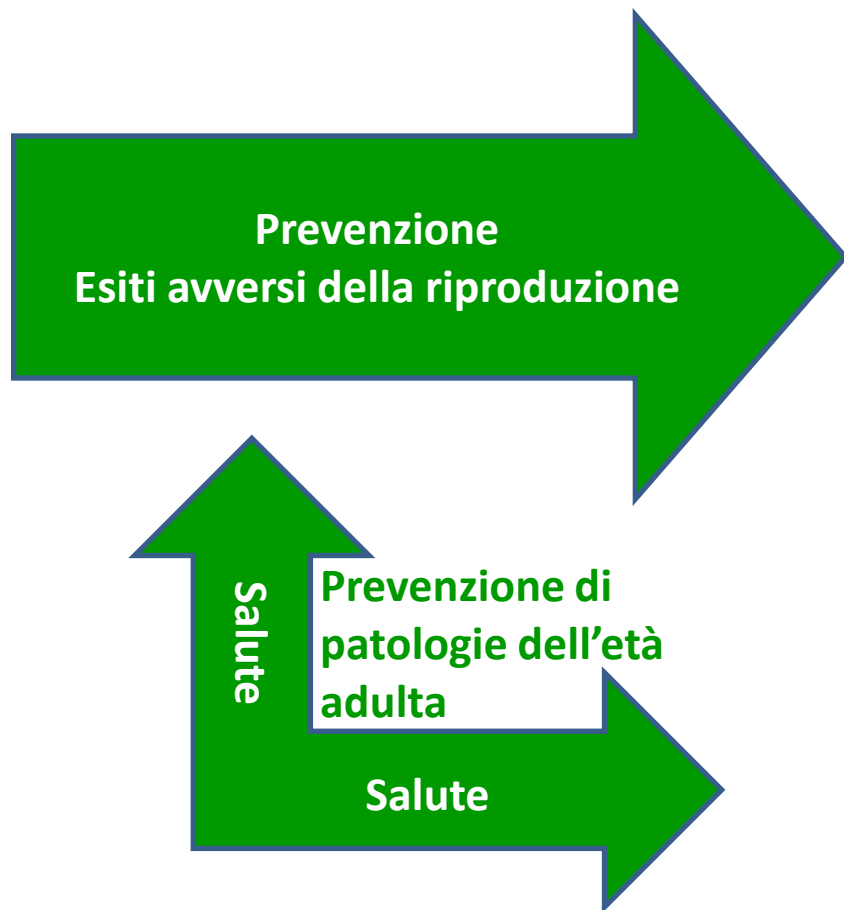 Prevenzione
Esiti avversi della riproduzione
Salute
Prevenzione di
patologie dell’età
adulta
Salute